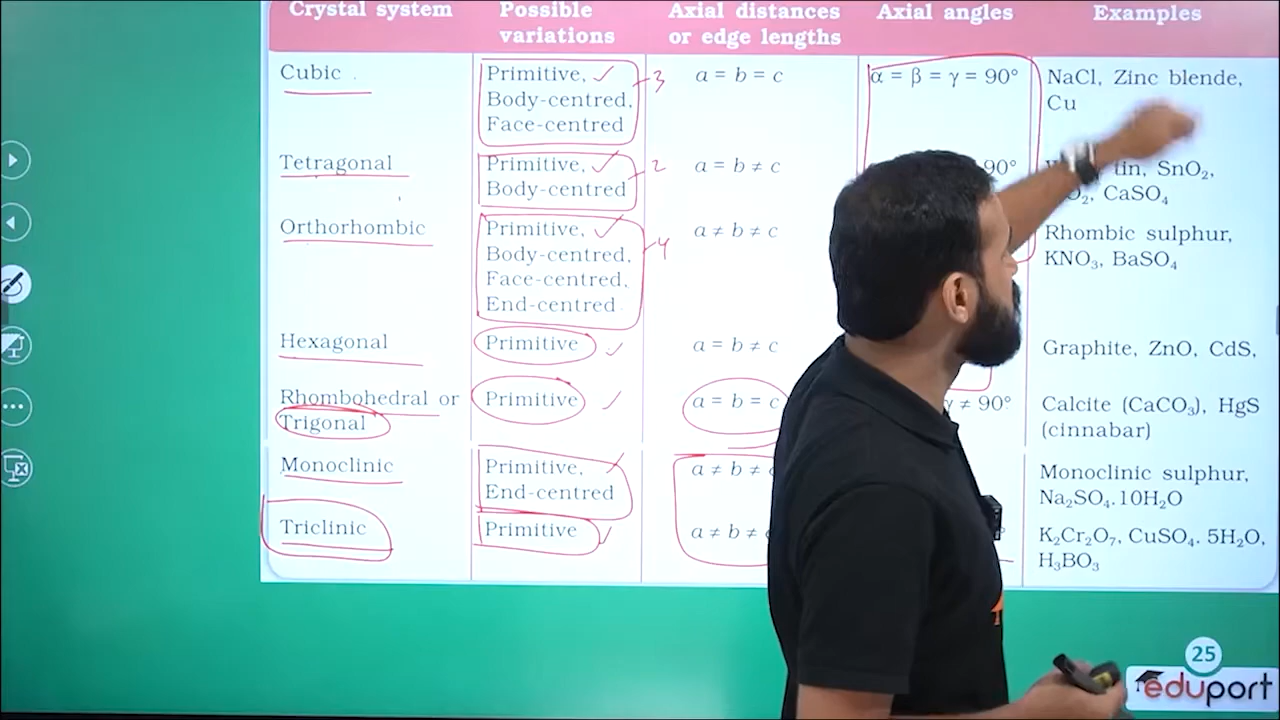 Crystal system Possible variations Axial distances or edge lengths Axial angles Examples
Cubic Primitive, a = b = c α = β = γ = 90° NaCl, Zinc blende,
Body-centred, Cu
Face-centred
3
Tetragonal Primitive, a = b ≠ c 90° tin, SnO₂,
Body-centred CaSO₄
2
Orthorhombic Primitive, a ≠ b ≠ c Rhombic sulphur,
Body-centred, KNO₃, BaSO₄
Face-centred,
End-centred
4
Hexagonal Primitive a = b ≠ c Graphite, ZnO, CdS,
Rhombohedral or Primitive a = b = c γ ≠ 90° Calcite (CaCO₃), HgS
Trigonal (cinnabar)
Monoclinic Primitive, a ≠ b ≠ Monoclinic sulphur,
End-centred Na₂SO₄.10H₂O
Triclinic Primitive a ≠ b ≠ K₂Cr₂O₇, CuSO₄. 5H₂O,
H₃BO₃
25
eduport